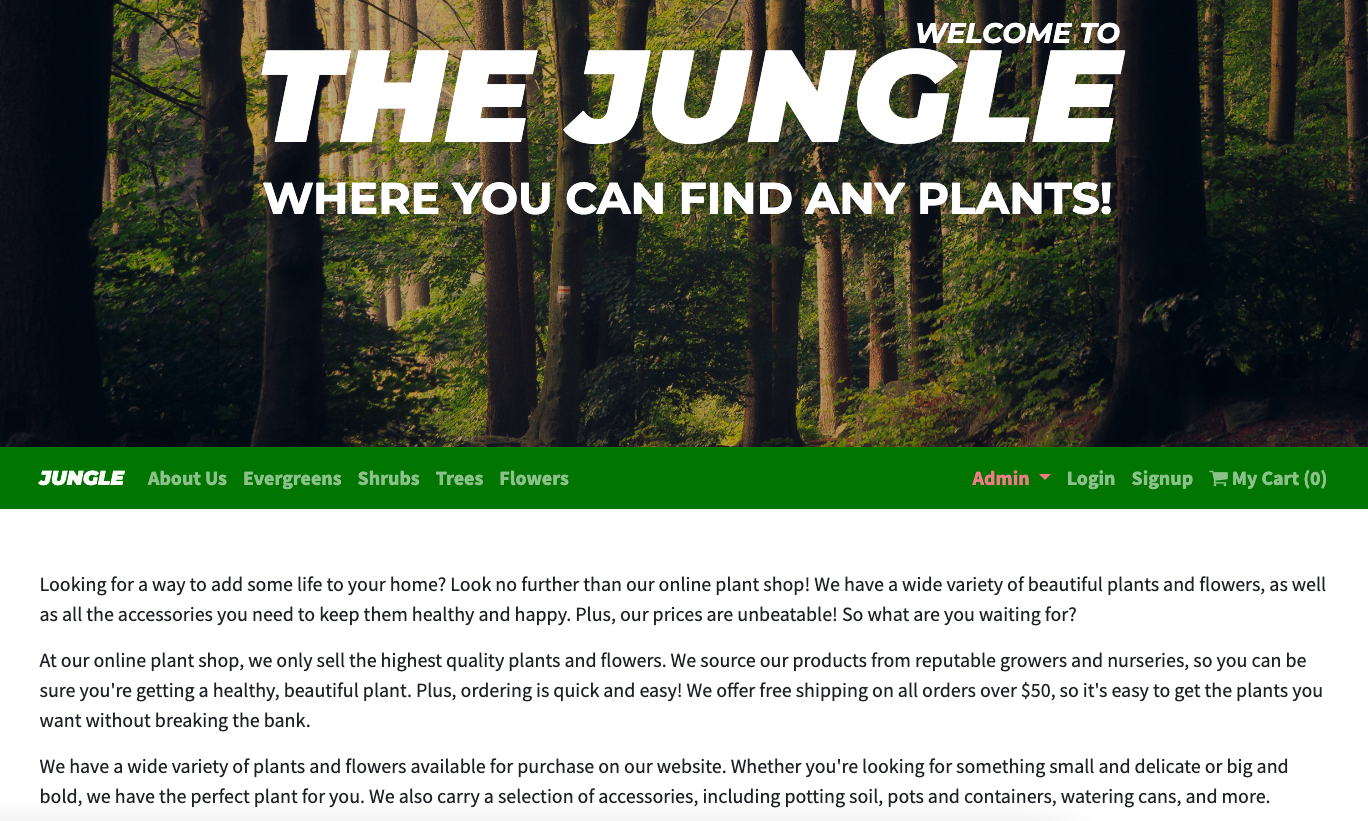 WELCOME TO
THE JUNGLE
WHERE YOU CAN FIND ANY PLANTS!
JUNGLE About Us Evergreens Shrubs Trees Flowers Admin Login Signup My Cart (0)
Looking for a way to add some life to your home? Look no further than our online plant shop! We have a wide variety of beautiful plants and flowers, as well
as all the accessories you need to keep them healthy and happy. Plus, our prices are unbeatable! So what are you waiting for?
At our online plant shop, we only sell the highest quality plants and flowers. We source our products from reputable growers and nurseries, so you can be
sure you're getting a healthy, beautiful plant. Plus, ordering is quick and easy! We offer free shipping on all orders over $50, so it's easy to get the plants you
want without breaking the bank.
We have a wide variety of plants and flowers available for purchase on our website. Whether you're looking for something small and delicate or big and
bold, we have the perfect plant for you. We also carry a selection of accessories, including potting soil, pots and containers, watering cans, and more.